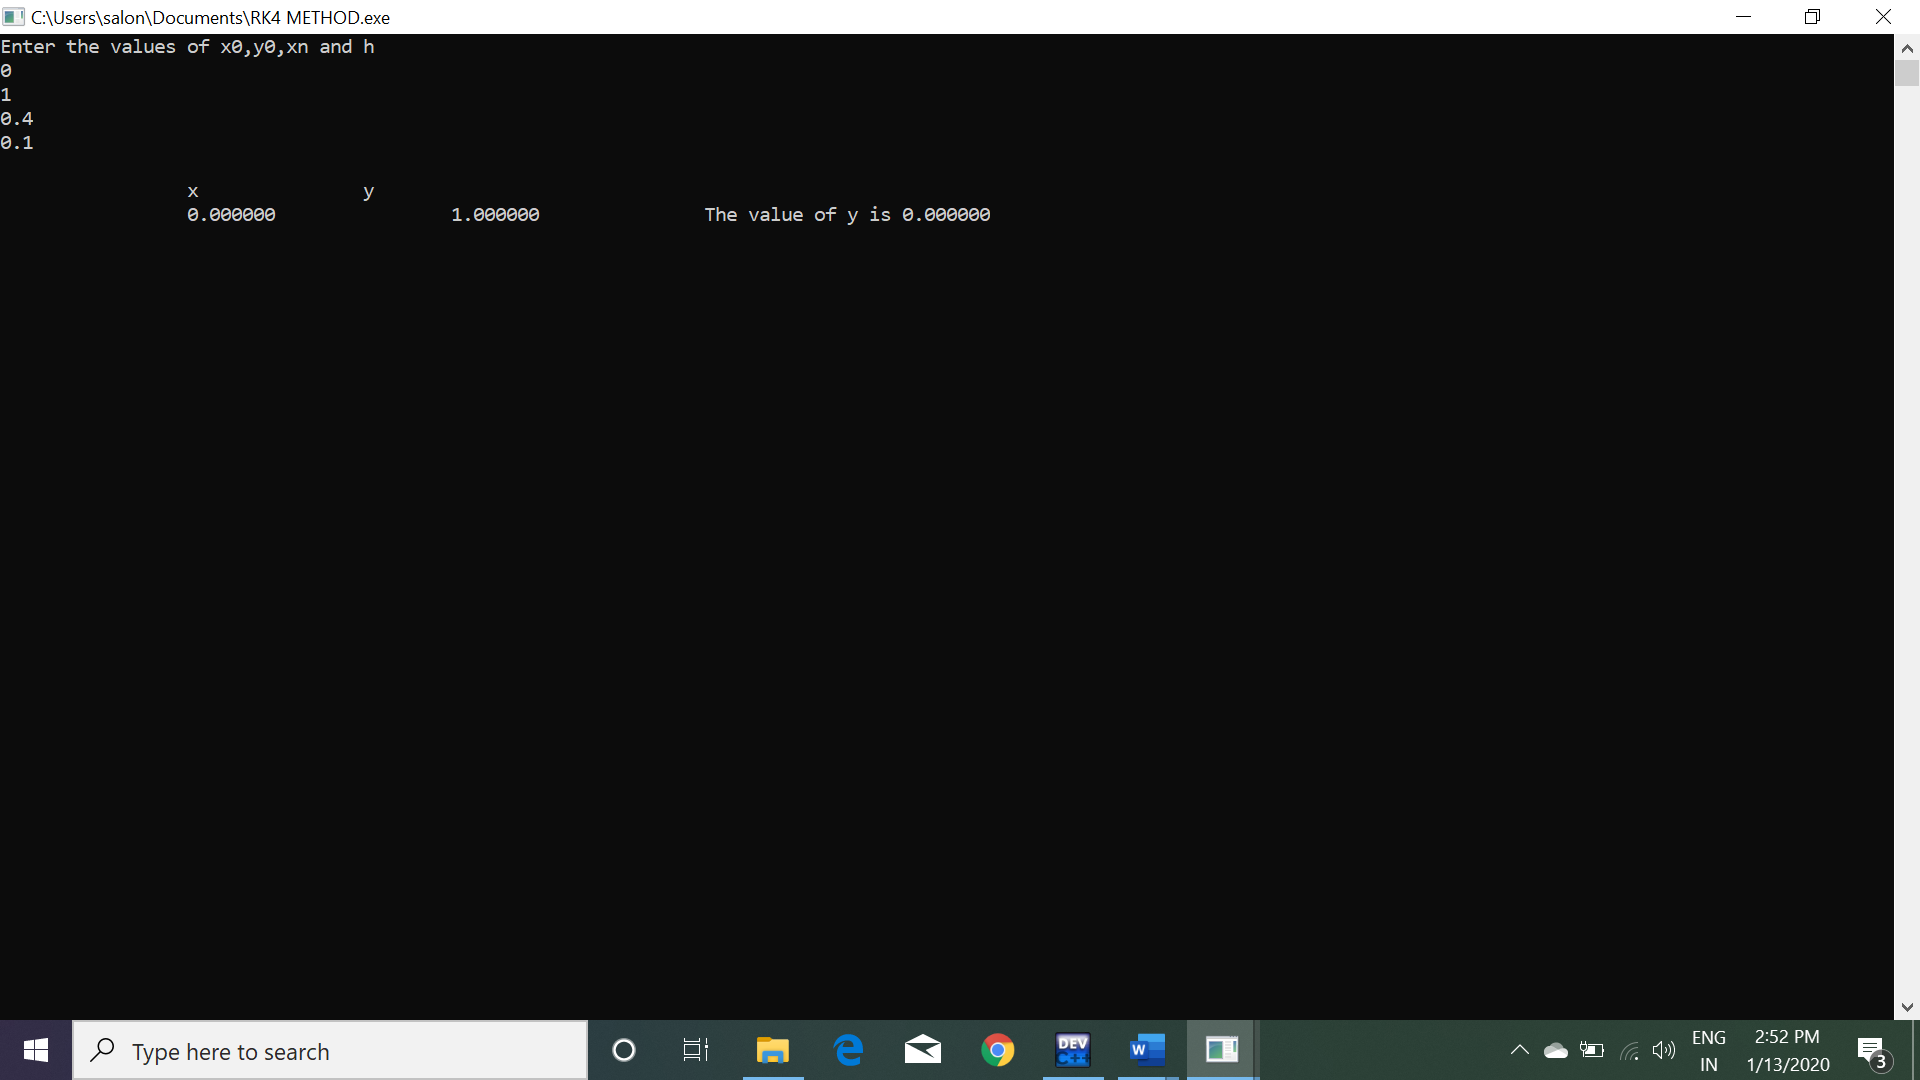 C:\Users\salon\Documents\RK4 METHOD.exe
Enter the values of x0,y0,xn and h
0
1
0.4
0.1
x y
0.000000 1.000000 The value of y is 0.000000
Type here to search
DEV
C++
W
ENG
IN
2:52 PM
1/13/2020
3